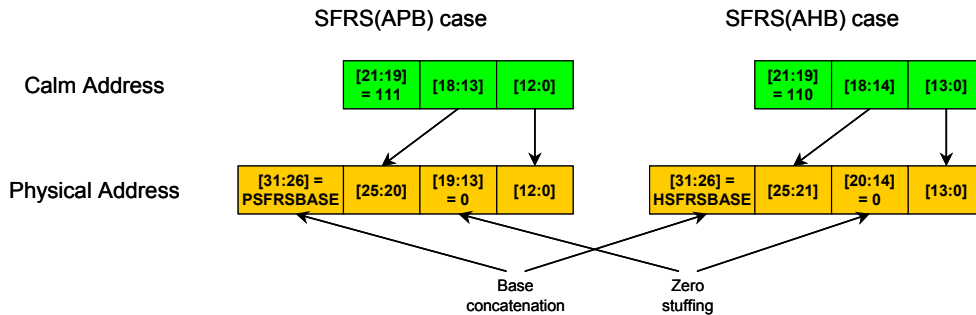 SFRS(APB) case
SFRS(AHB) case
Calm Address
[21:19]
= 111
[18:13]
[12:0]
[21:19]
= 110
[18:14]
[13:0]
Physical Address
[31:26] =
PSFRSBASE
[25:20]
[19:13]
= 0
[12:0]
[31:26] =
HSFRSBASE
[25:21]
[20:14]
= 0
[13:0]
Base
concatenation
Zero
stuffing